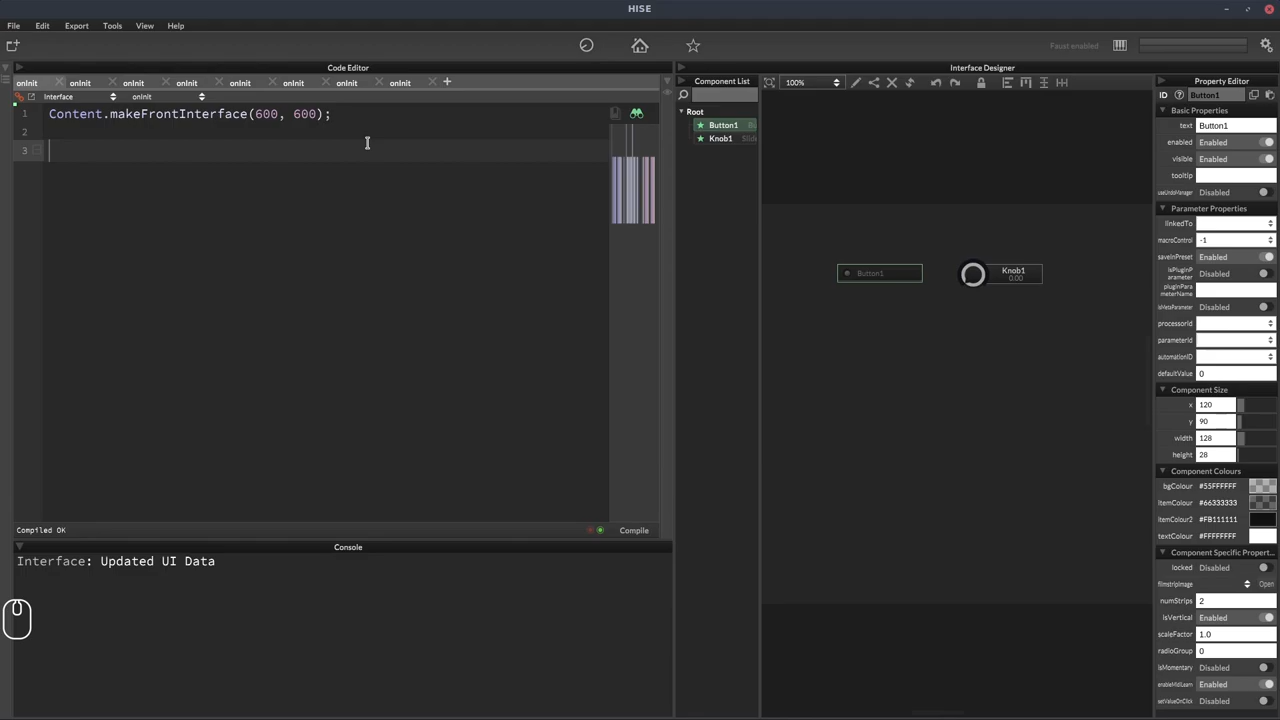 HISE
File Edit Export Tools View Help
Faust enabled
Code Editor
onInit onInit onInit onInit onInit onInit onInit onInit
Interface onInit
1 Content.makeFrontInterface(600, 600);
2
3
Compiled OK Compile
Console
Interface: Updated UI Data
Interface Designer
Component List
100%
Root
Button1
Knob1
Button1
Knob1
0.00
Property Editor
ID Button1
Basic Properties
text Button1
enabled Enabled
visible Enabled
tooltip
useUndoManager Disabled
Parameter Properties
linkedTo
macroControl -1
saveInPreset Enabled
isPluginParameter Disabled
pluginParameterName
isMetaParameter Disabled
processorId
parameterId
automationID
defaultValue 0
Component Size
x 120
y 90
width 128
height 28
Component Colours
bgColour #55FFFFFF
itemColour #66333333
itemColour2 #FB111111
textColour #FFFFFFFF
Component Specific Propert...
locked Disabled
filmstripImage Open
numStrips 2
isVertical Enabled
scaleFactor 1.0
radioGroup 0
isMomentary Disabled
enableMidiLearn Enabled
setValueOnClick Disabled